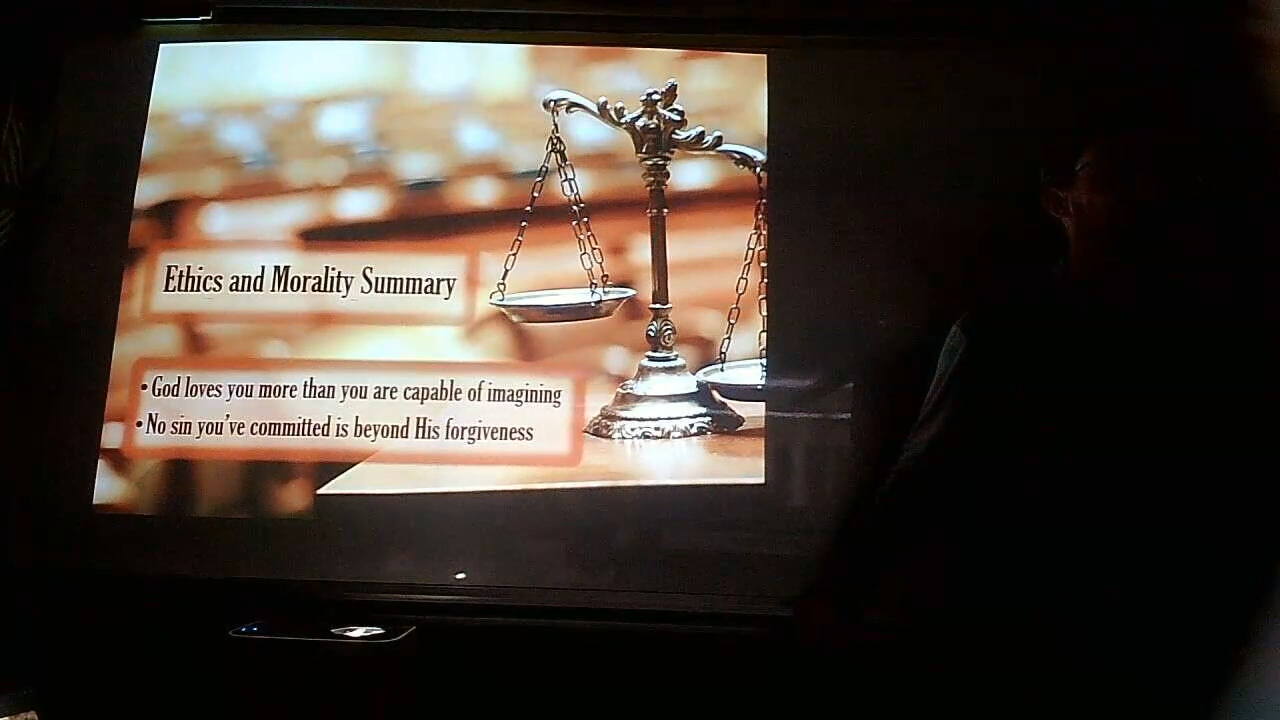 Ethics and Morality Summary
• God loves you more than you are capable of imagining
• No sin you've committed is beyond His forgiveness